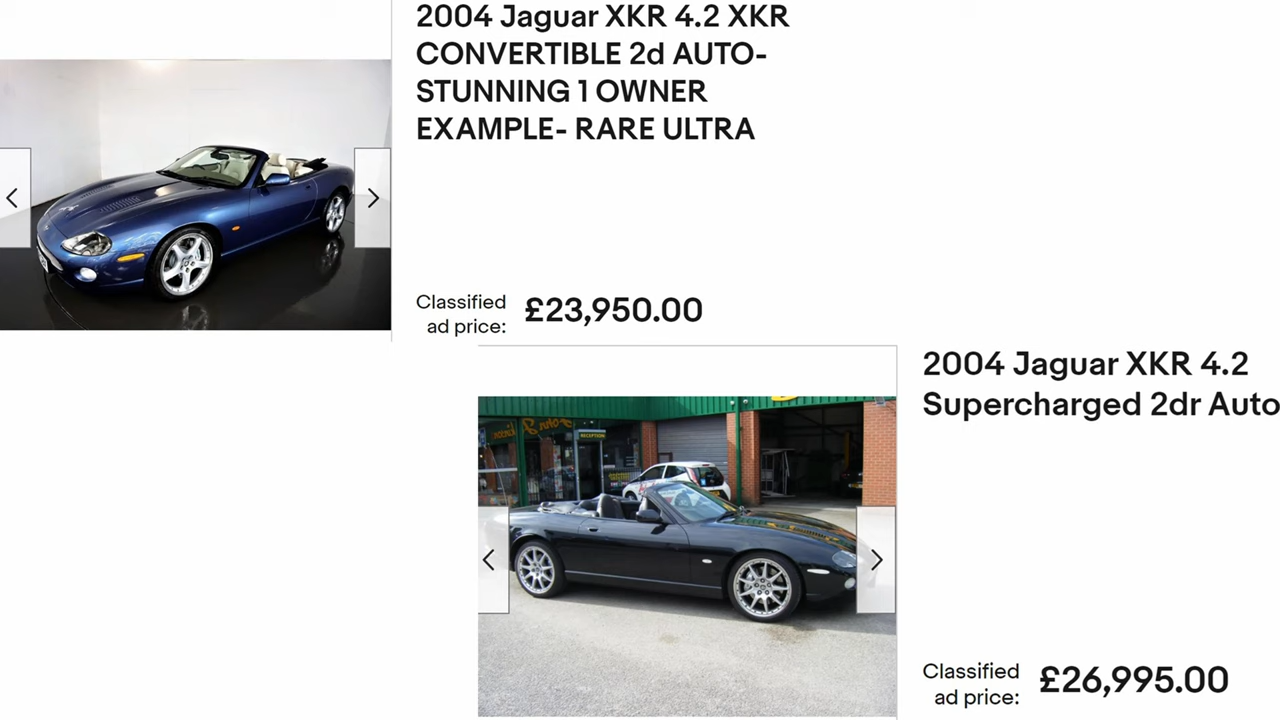 2004 Jaguar XKR 4.2 XKR
CONVERTIBLE 2d AUTO-
STUNNING 1 OWNER
EXAMPLE- RARE ULTRA
Classified
ad price:
£23,950.00
2004 Jaguar XKR 4.2
Supercharged 2dr Auto
RECEPTION
Classified
ad price:
£26,995.00